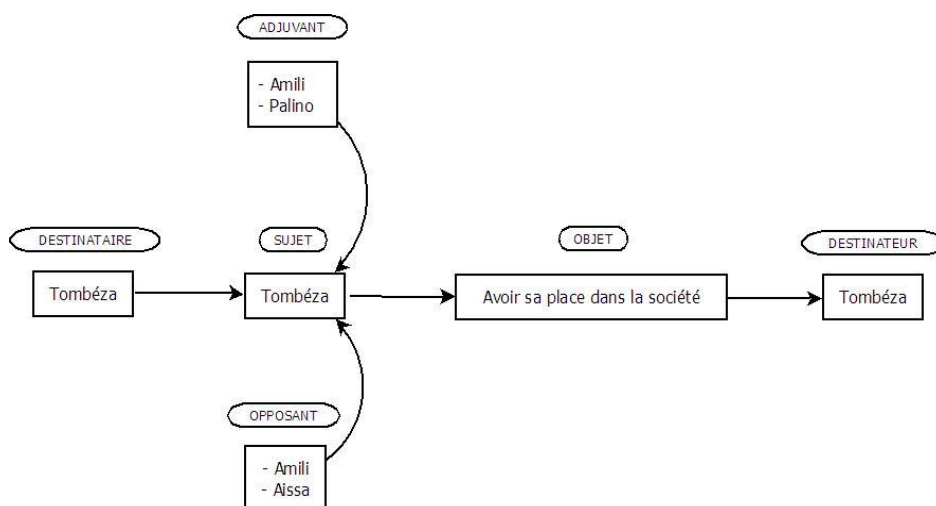 ADJUVANT
- Amili
- Palino
DESTINATAIRE
SUJET
OBJET
DESTINATEUR
Tombéza
Tombéza
Avoir sa place dans la société
Tombéza
OPPOSANT
- Amili
- Aissa